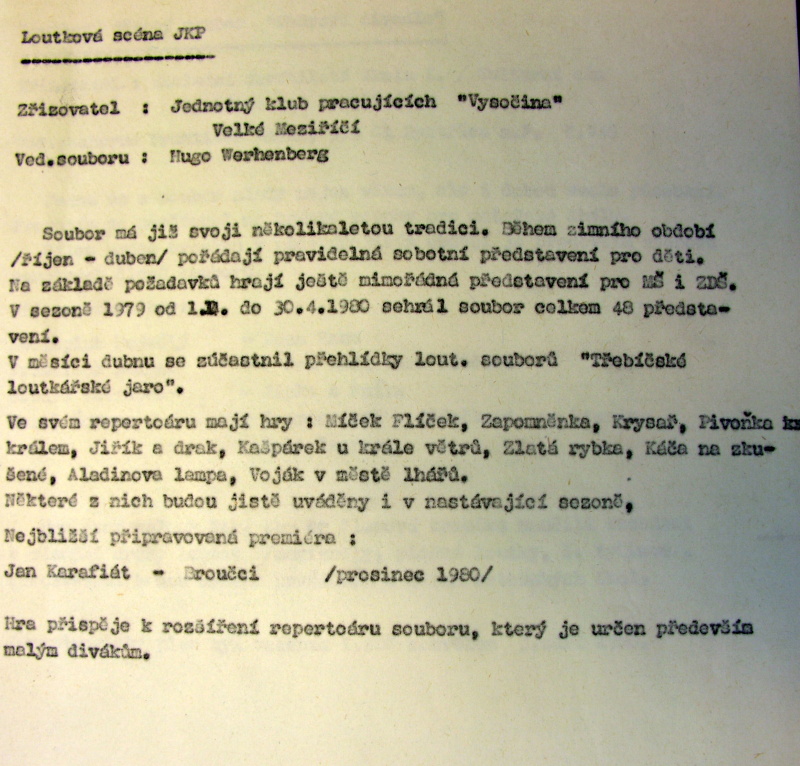 Loutková scéna JKP
Zřizovatel : Jednotný klub pracujících "Vysočina"
Velké Meziříčí
Ved.souboru : Hugo Werhenberg
Soubor má již svoji několikaletou tradici. Během zimního období
/říjen - duben/ pořádají pravidelná sobotní představení pro děti.
Na základě požadavků hrají ještě mimořádná představení pro MŠ i ZDŠ.
V sezoně 1979 od do 30.4.1980 sehrál soubor celkem 48 předsta-
vení.
V měsíci dubnu se zúčastnil přehlídky lout. souborů "Třebíčské
loutkářské jaro".
Ve svém repertoáru mají hry : Míček Flíček, Zapomněnka, Krysař, Pivoňka
králem, Jiřík a drak, Kašpárek u krále větrů, Zlatá rybka, Káča na zku-
šené, Aladinova lampa, Voják v městě lhářů.
Některé z nich budou jistě uváděny i v nastávající sezoně,
Nejbližší připravovaná premiéra :
Jan Karafiát - Broučci /prosinec 1980/
Hra přispěje k rozšíření repertoáru souboru, který je určen především
malým divákům.